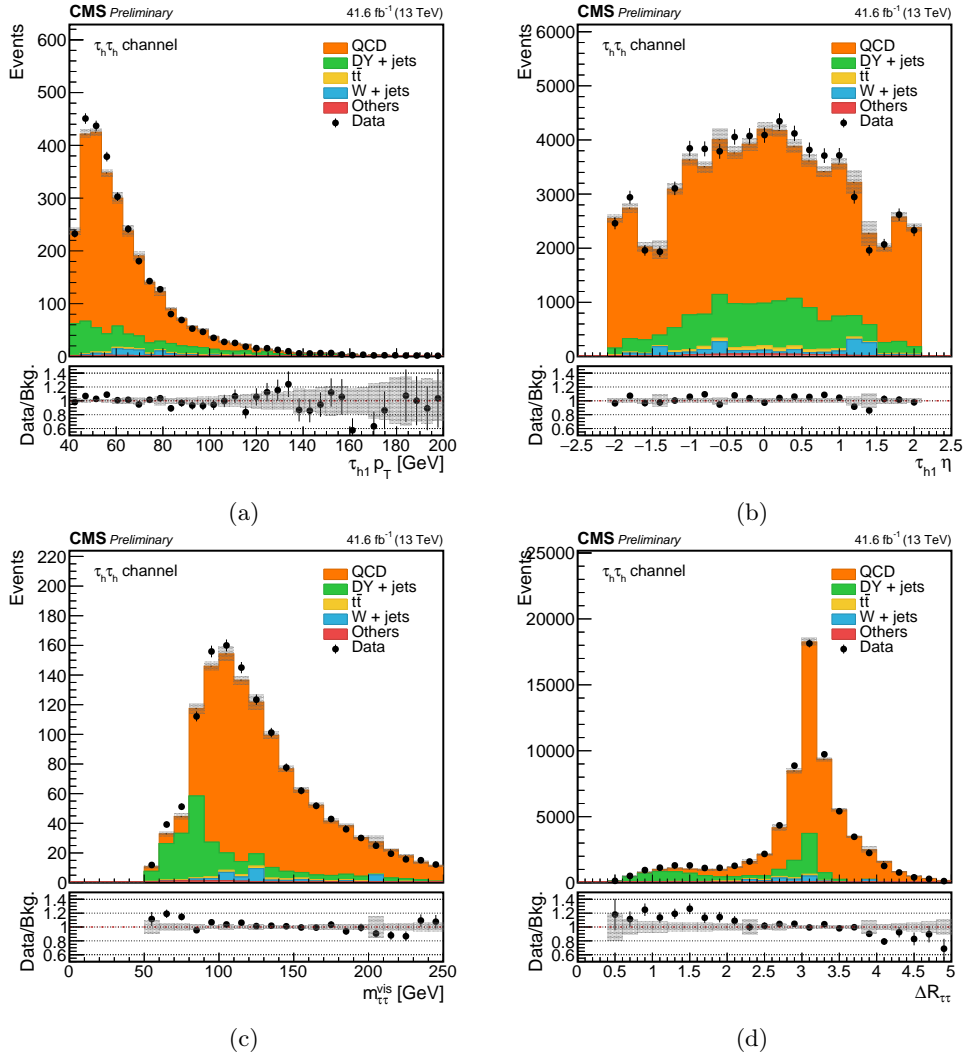 CMS Preliminary 41.6 fb⁻¹ (13 TeV)
τₕτₕ channel
QCD
DY + jets
tt̄
W + jets
Others
Data
Events
600
500
400
300
200
100
0
Data/Bkg.
1.4
1.2
1
0.8
0.6
40 60 80 100 120 140 160 180 200
τₕ₁ p_T [GeV]
(a)
CMS Preliminary 41.6 fb⁻¹ (13 TeV)
τₕτₕ channel
QCD
DY + jets
tt̄
W + jets
Others
Data
Events
6000
5000
4000
3000
2000
1000
0
Data/Bkg.
1.4
1.2
1
0.8
0.6
−2.5 −2 −1.5 −1 −0.5 0 0.5 1 1.5 2 2.5
τₕ₁ η
(b)
CMS Preliminary 41.6 fb⁻¹ (13 TeV)
τₕτₕ channel
QCD
DY + jets
tt̄
W + jets
Others
Data
Events
220
200
180
160
140
120
100
80
60
40
20
0
Data/Bkg.
1.4
1.2
1
0.8
0 50 100 150 200 250
m_ττ^vis [GeV]
(c)
CMS Preliminary 41.6 fb⁻¹ (13 TeV)
τₕτₕ channel
QCD
DY + jets
tt̄
W + jets
Others
Data
Events
25000
20000
15000
10000
5000
0
Data/Bkg.
1.4
1.2
1
0.8
0 0.5 1 1.5 2 2.5 3 3.5 4 4.5 5
ΔR_ττ
(d)